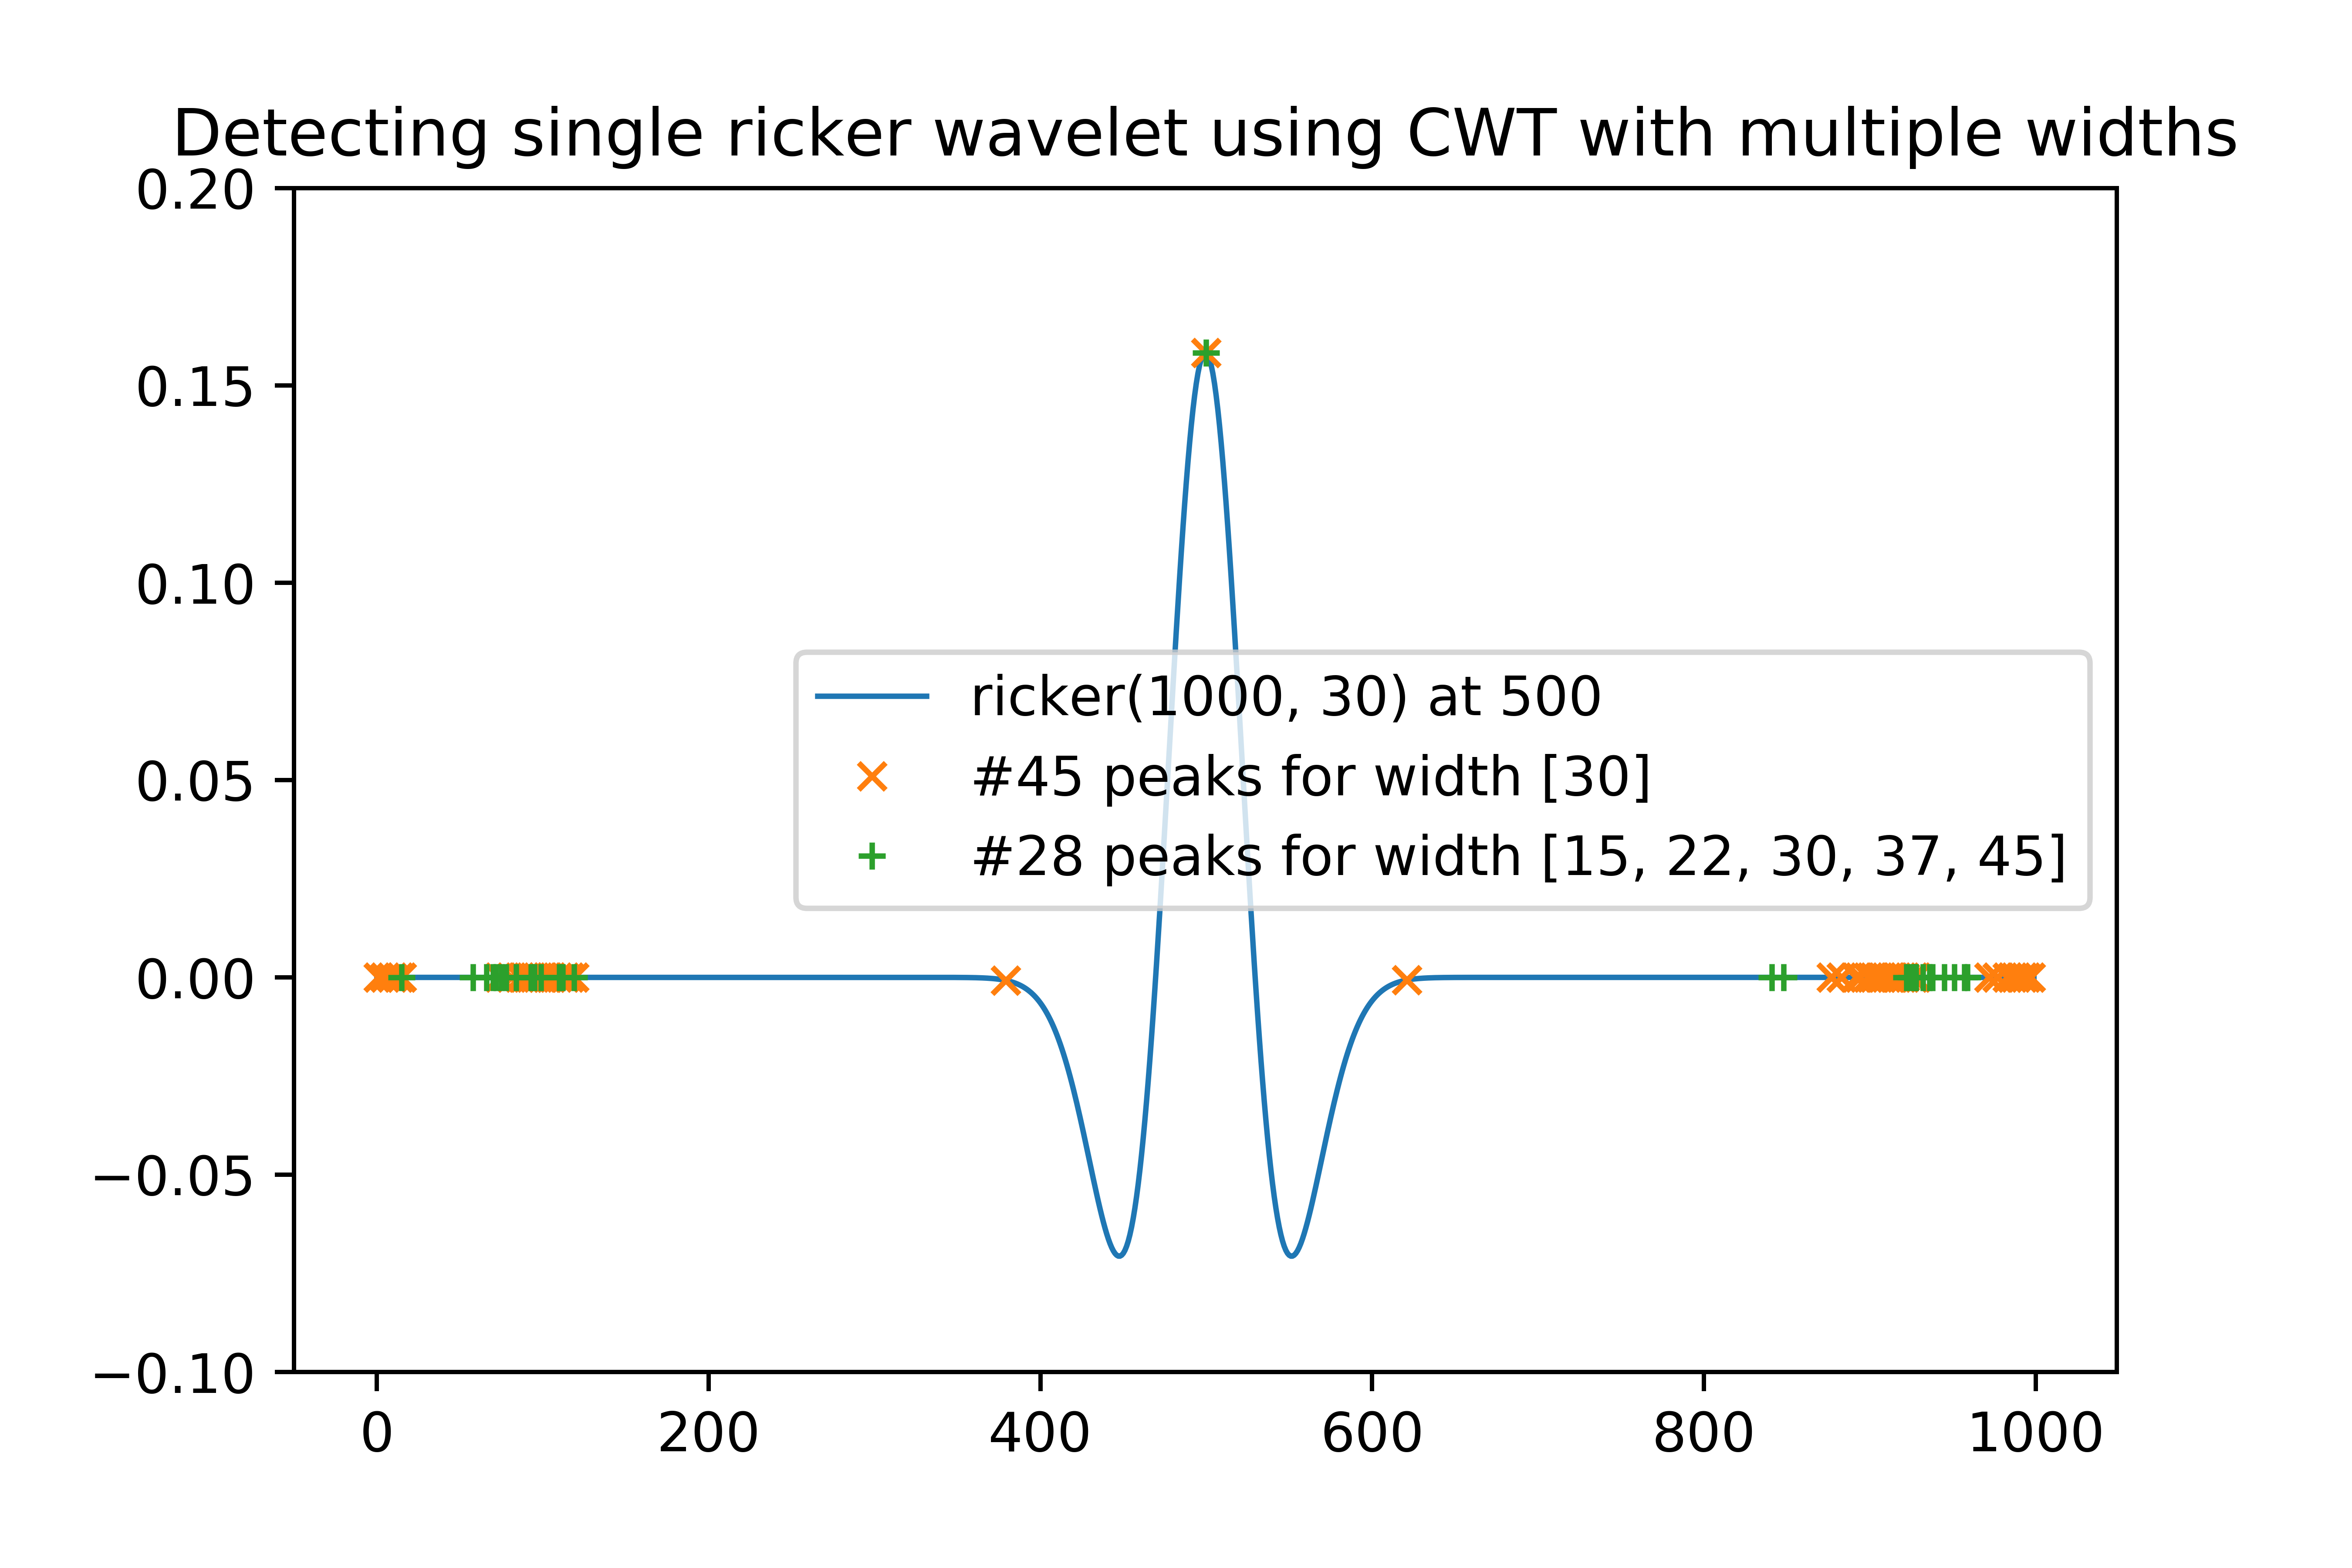 Detecting single ricker wavelet using CWT with multiple widths
0.20
0.15
0.10
0.05
0.00
−0.05
−0.10
ricker(1000, 30) at 500
#45 peaks for width [30]
#28 peaks for width [15, 22, 30, 37, 45]
0 200 400 600 800 1000